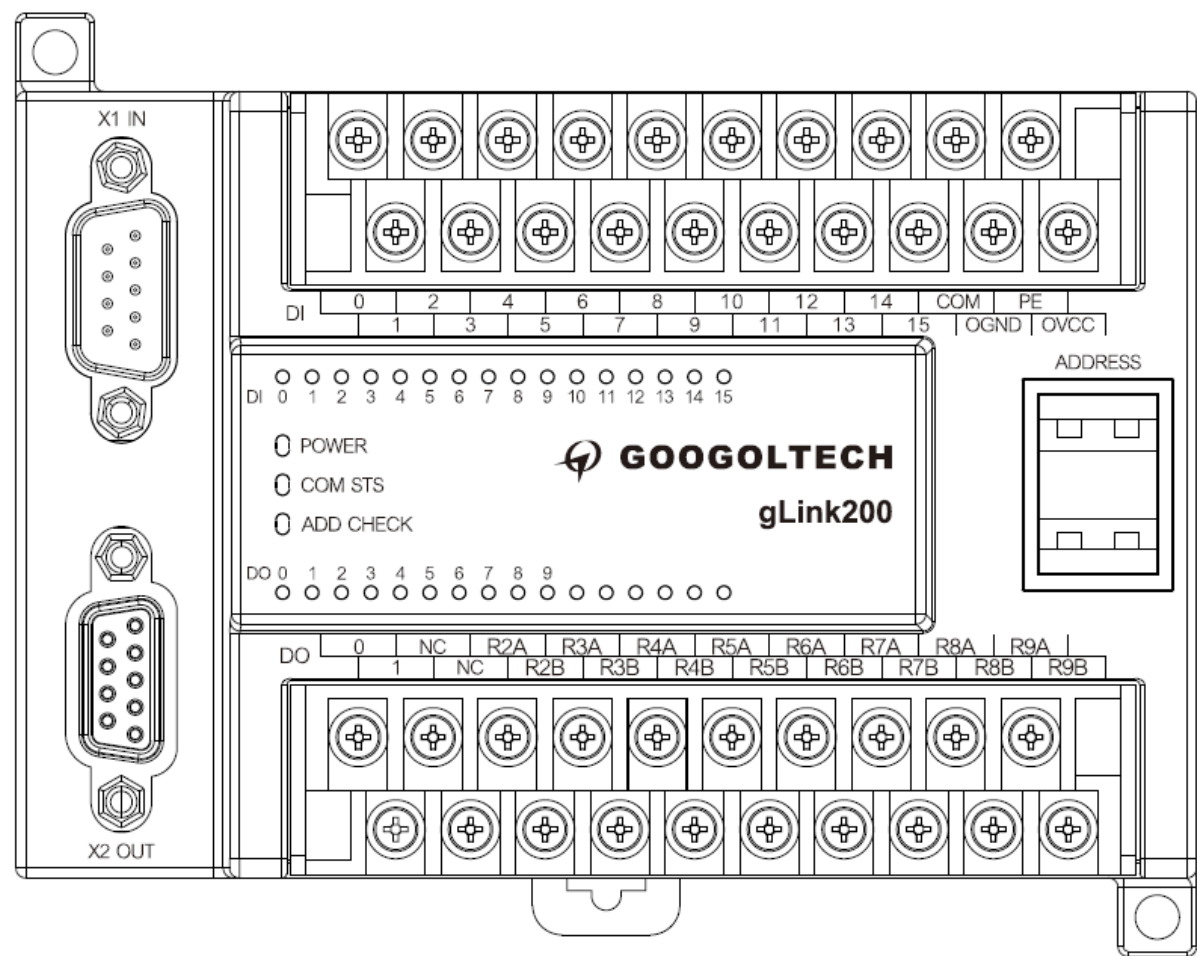 X1 IN
DI 0 2 4 6 8 10 12 14 COM PE
1 3 5 7 9 11 13 15 OGND OVCC
ADDRESS
DI 0 1 2 3 4 5 6 7 8 9 10 11 12 13 14 15
POWER
COM STS
ADD CHECK
GOOGOLTECH
gLink200
DO 0 1 2 3 4 5 6 7 8 9
DO 0 NC R2A R3A R4A R5A R6A R7A R8A R9A
1 NC R2B R3B R4B R5B R6B R7B R8B R9B
X2 OUT